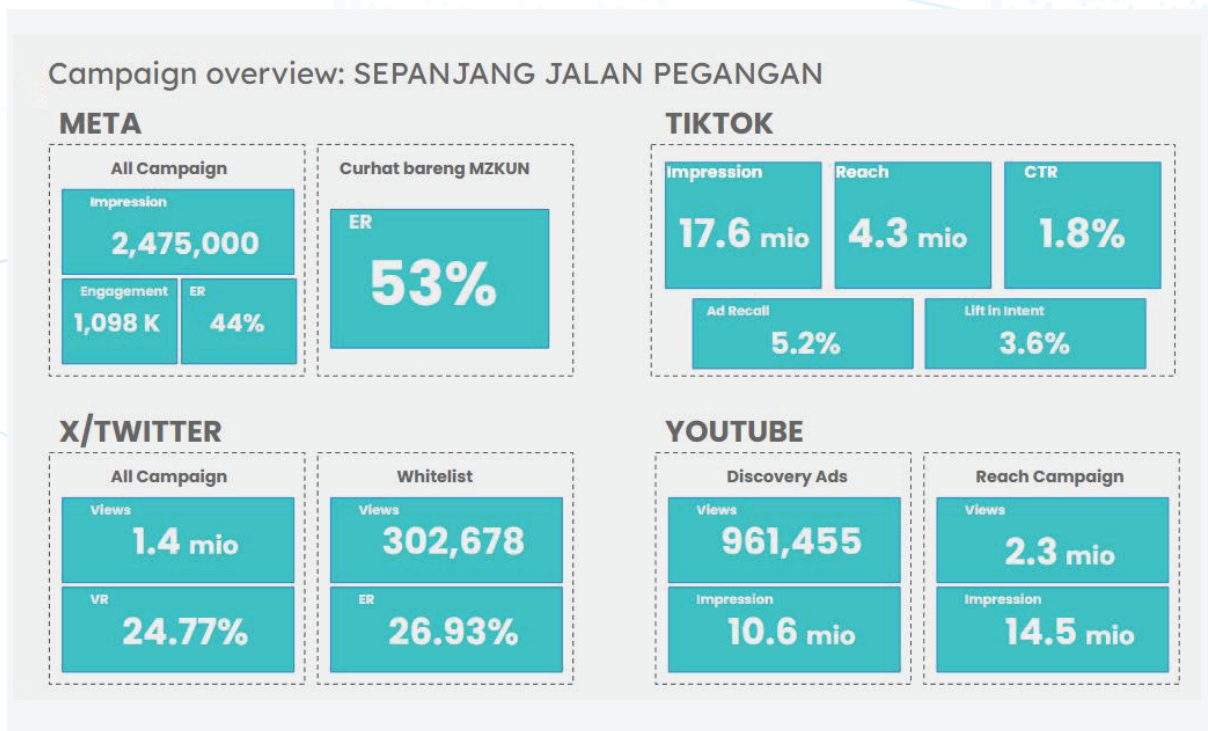 Campaign overview: SEPANJANG JALAN PEGANGAN
META
All Campaign
Impression
2,475,000
Engagement
1,098 K
ER
44%
Curhat bareng MZKUN
ER
53%
TIKTOK
Impression
17.6 mio
Reach
4.3 mio
CTR
1.8%
Ad Recall
5.2%
Lift in Intent
3.6%
X/TWITTER
All Campaign
Views
1.4 mio
VR
24.77%
Whitelist
Views
302,678
ER
26.93%
YOUTUBE
Discovery Ads
Views
961,455
Impression
10.6 mio
Reach Campaign
Views
2.3 mio
Impression
14.5 mio